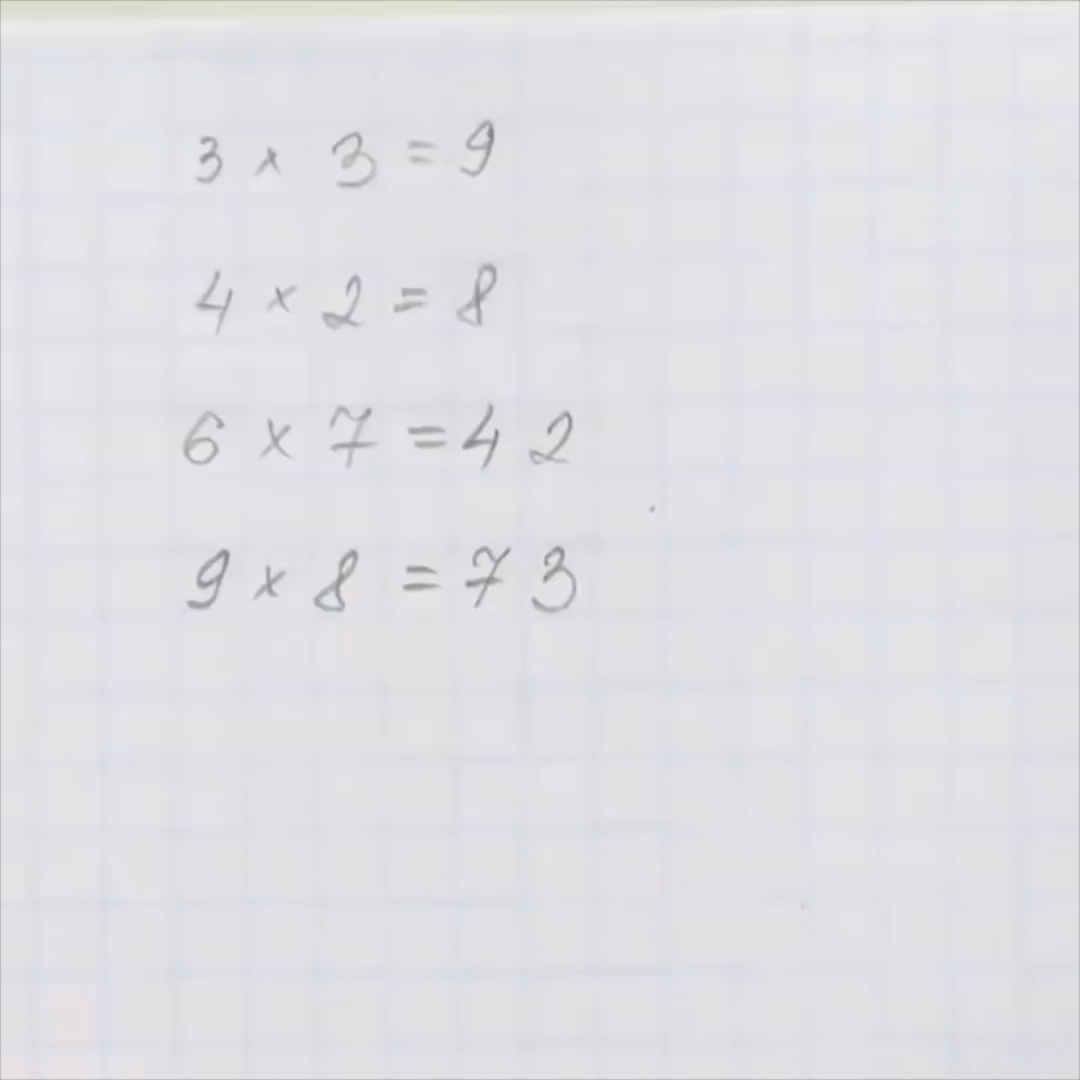 3 × 3 = 9
4 × 2 = 8
6 × 7 = 42
9 × 8 = 73